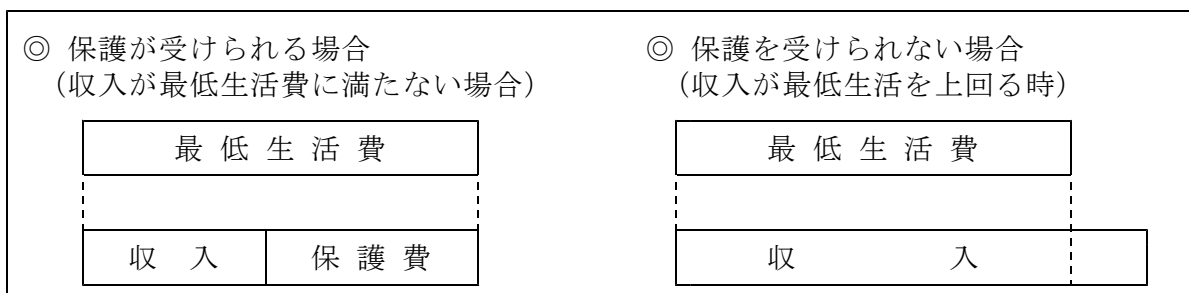 ◎ 保護が受けられる場合
（収入が最低生活費に満たない場合）
最 低 生 活 費
収 入
保 護 費
◎ 保護を受けられない場合
（収入が最低生活を上回る時）
最 低 生 活 費
収 入